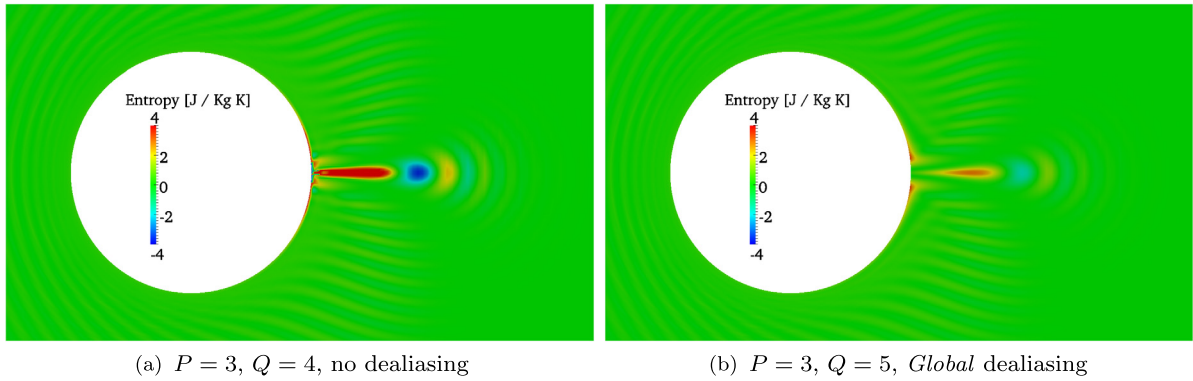 Entropy [J / Kg K]
4
2
0
-2
-4
Entropy [J / Kg K]
4
2
0
-2
-4
(a) P = 3, Q = 4, no dealiasing
(b) P = 3, Q = 5, Global dealiasing